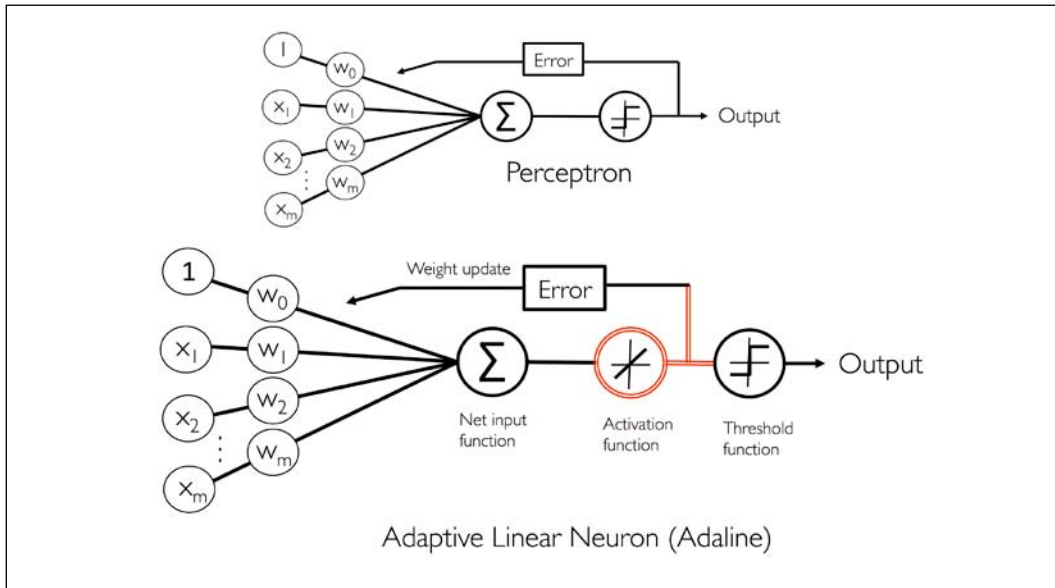 1
w0
Error
x1
w1
Σ
Output
x2
w2
⋮
wm
xm
Perceptron
1
w0
Weight update
Error
x1
w1
Σ
Output
x2
w2
⋮
wm
xm
Net input
function
Activation
function
Threshold
function
Adaptive Linear Neuron (Adaline)